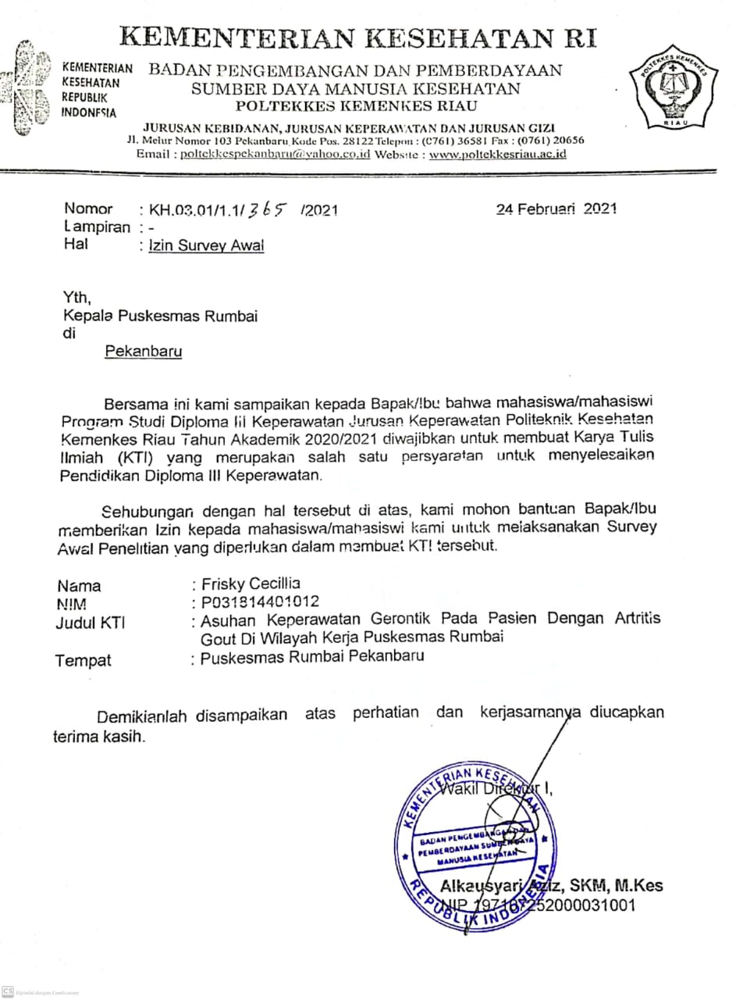 KEMENTERIAN KESEHATAN RI
KEMENTERIAN
KESEHATAN
REPUBLIK
INDONESIA
BADAN PENGEMBANGAN DAN PEMBERDAYAAN
SUMBER DAYA MANUSIA KESEHATAN
POLTEKKES KEMENKES RIAU
JURUSAN KEBIDANAN, JURUSAN KEPERAWATAN DAN JURUSAN GIZI
Jl. Melur Nomor 103 Pekanbaru. Kode Pos. 28122 Telepon : (0761) 36581 Fax : (0761) 20656
Email : poltekkespekanbaru@yahoo.co.id Website : www.poltekkesriau.ac.id
POLTEKKES KEMENKES
RIAU
Nomor : KH.03.01/1.1/ 365 /2021 24 Februari 2021
Lampiran : -
Hal : Izin Survey Awal
Yth,
Kepala Puskesmas Rumbai
di
Pekanbaru
Bersama ini kami sampaikan kepada Bapak/Ibu bahwa mahasiswa/mahasiswi
Program Studi Diploma III Keperawatan Jurusan Keperawatan Politeknik Kesehatan
Kemenkes Riau Tahun Akademik 2020/2021 diwajibkan untuk membuat Karya Tulis
Ilmiah (KTI) yang merupakan salah satu persyaratan untuk menyelesaikan
Pendidikan Diploma III Keperawatan.
Sehubungan dengan hal tersebut di atas, kami mohon bantuan Bapak/Ibu
memberikan Izin kepada mahasiswa/mahasiswi kami untuk melaksanakan Survey
Awal Penelitian yang diperlukan dalam membuat KTI tersebut.
Nama : Frisky Cecillia
NIM : P031814401012
Judul KTI : Asuhan Keperawatan Gerontik Pada Pasien Dengan Artritis
Gout Di Wilayah Kerja Puskesmas Rumbai
Tempat : Puskesmas Rumbai Pekanbaru
Demikianlah disampaikan atas perhatian dan kerjasamanya diucapkan
terima kasih.
Wakil Direktur I,
KEMENTERIAN KESEHATAN
BADAN PENGEMBANGAN DAN
PEMBERDAYAAN SUMBER DAYA
MANUSIA KESEHATAN
REPUBLIK INDONESIA
Alkausyari Aziz, SKM, M.Kes
NIP
CS Dipindai dengan CamScanner